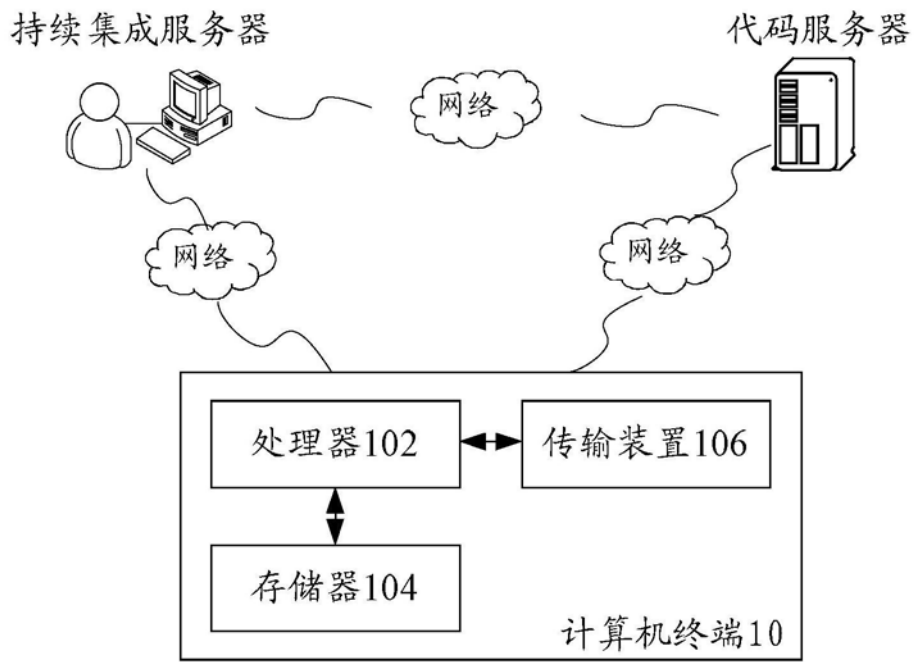 持续集成服务器
代码服务器
网络
网络
网络
处理器102
传输装置106
存储器104
计算机终端10